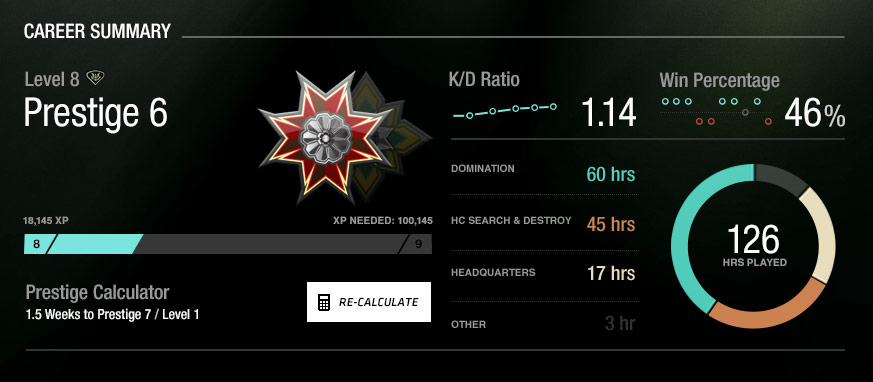 CAREER SUMMARY
Level 8
Prestige 6
18,145 XP
XP NEEDED: 100,145
8
9
Prestige Calculator
1.5 Weeks to Prestige 7 / Level 1
RE-CALCULATE
K/D Ratio
1.14
Win Percentage
46%
DOMINATION
60 hrs
HC SEARCH & DESTROY
45 hrs
HEADQUARTERS
17 hrs
OTHER
3 hr
126
HRS PLAYED